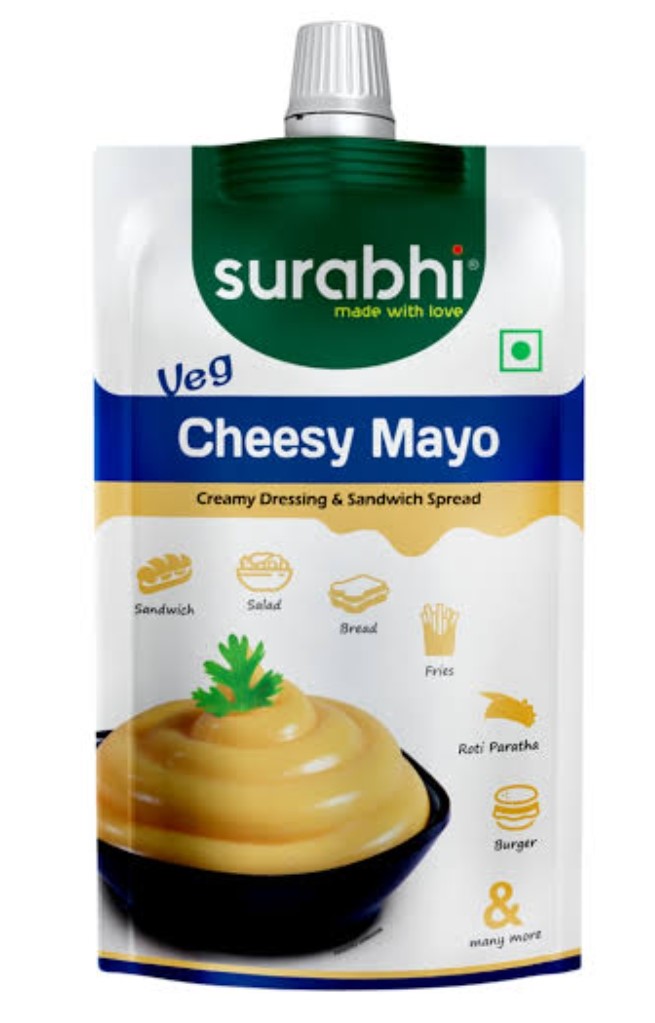 surabhi®
made with love
Veg
Cheesy Mayo
Creamy Dressing & Sandwich Spread
Sandwich
Salad
Bread
Fries
Roti Paratha
Burger
&
many more